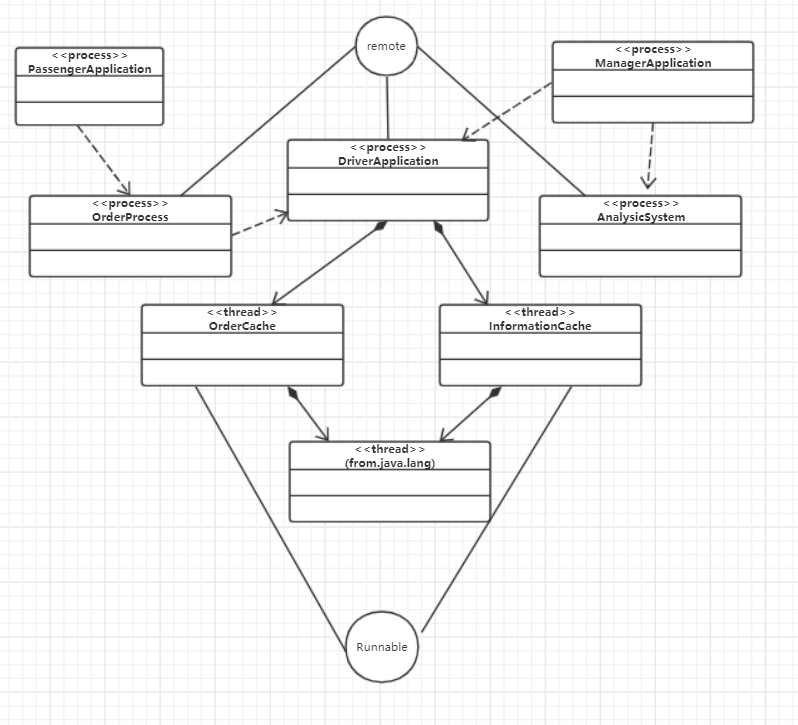 remote
<<process>>
PassengerApplication
<<process>>
ManagerApplication
<<process>>
DriverApplication
<<process>>
OrderProcess
<<process>>
AnalysicSystem
<<thread>>
OrderCache
<<thread>>
InformationCache
<<thread>>
(from.java.lang)
Runnable